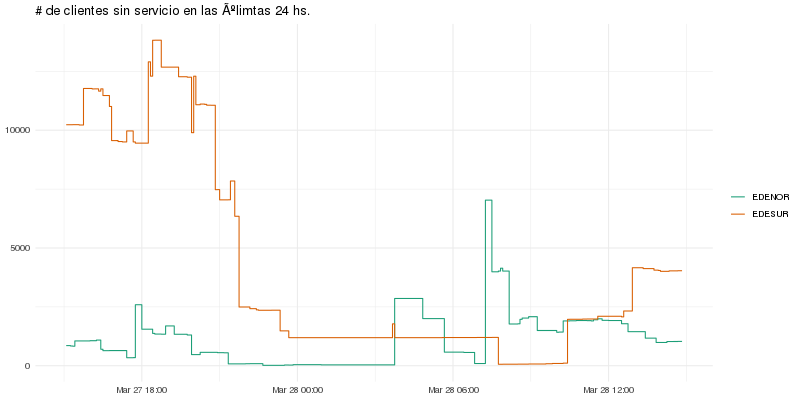 # de clientes sin servicio en las Ãºlimtas 24 hs.
10000
5000
0
Mar 27 18:00
Mar 28 00:00
Mar 28 06:00
Mar 28 12:00
EDENOR
EDESUR